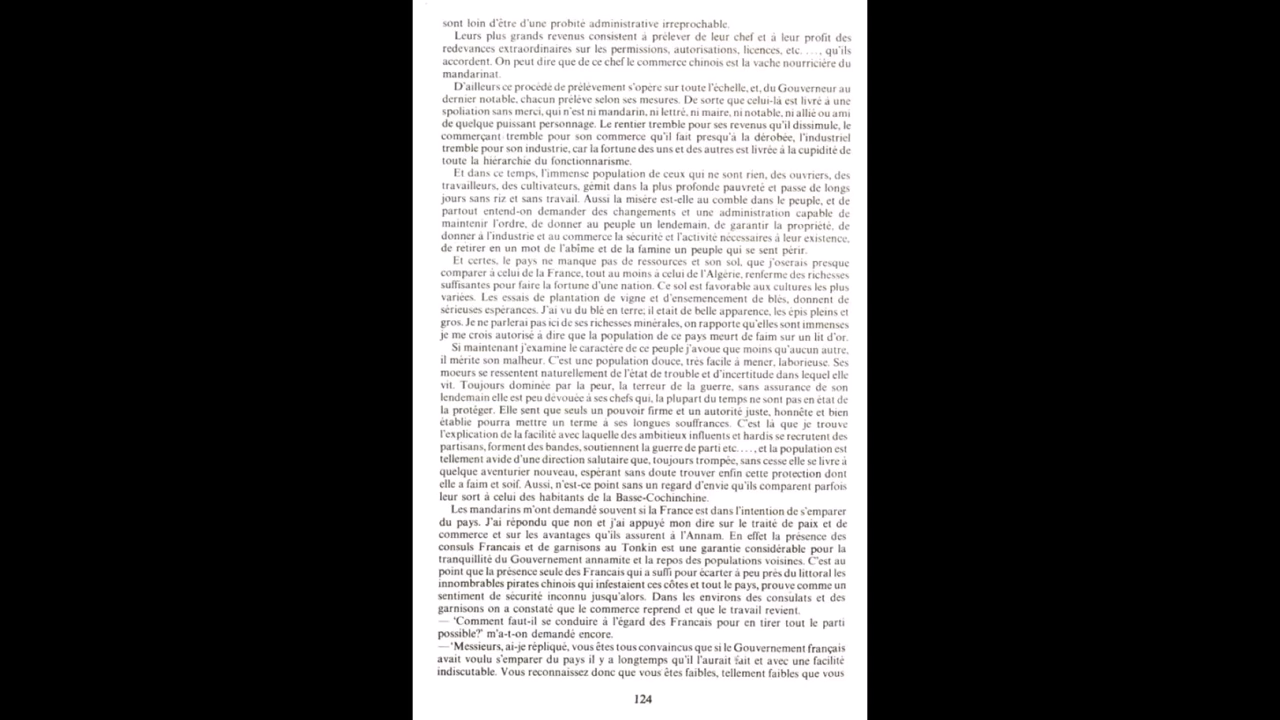 sont loin d'être d'une probité administrative irreprochable.
Leurs plus grands revenus consistent à prélever de leur chef et à leur profit des
redevances extraordinaires sur les permissions, autorisations, licences, etc. ...., qu'ils
accordent. On peut dire que de ce chef le commerce chinois est la vache nourricière du
mandarinat.
D'ailleurs ce procédé de prélèvement s'opère sur toute l'échelle, et, du Gouverneur au
dernier notable, chacun prélève selon ses mesures. De sorte que celui-là est livré à une
spoliation sans merci, qui n'est ni mandarin, ni lettré, ni maire, ni notable, ni allié ou ami
de quelque puissant personnage. Le rentier tremble pour ses revenus qu'il dissimule, le
commerçant tremble pour son commerce qu'il fait presqu'à la dérobée, l'industriel
tremble pour son industrie, car la fortune des uns et des autres est livrée à la cupidité de
toute la hiérarchie du fonctionnarisme.
Et dans ce temps, l'immense population de ceux qui ne sont rien, des ouvriers, des
travailleurs, des cultivateurs, gémit dans la plus profonde pauvreté et passe de longs
jours sans riz et sans travail. Aussi la misère est-elle au comble dans le peuple, et de
partout entend-on demander des changements et une administration capable de
maintenir l'ordre, de donner au peuple un lendemain, de garantir la propriété, de
donner à l'industrie et au commerce la sécurité et l'activité nécessaires à leur existence,
de retirer en un mot de l'abîme et de la famine un peuple qui se sent périr.
Et certes, le pays ne manque pas de ressources et son sol, que j'oserais presque
comparer à celui de la France, tout au moins à celui de l'Algérie, renferme des richesses
suffisantes pour faire la fortune d'une nation. Ce sol est favorable aux cultures les plus
variées. Les essais de plantation de vigne et d'ensemencement de blés, donnent de
sérieuses espérances. J'ai vu du blé en terre; il etait de belle apparence, les épis pleins et
gros. Je ne parlerai pas ici de ses richesses minérales, on rapporte qu'elles sont immenses
je me crois autorisé à dire que la population de ce pays meurt de faim sur un lit d'or.
Si maintenant j'examine le caractère de ce peuple j'avoue que moins qu'aucun autre,
il mérite son malheur. C'est une population douce, très facile à mener, laborieuse. Ses
moeurs se ressentent naturellement de l'état de trouble et d'incertitude dans lequel elle
vit. Toujours dominée par la peur, la terreur de la guerre, sans assurance de son
lendemain elle est peu dévouée à ses chefs qui, la plupart du temps ne sont pas en état de
la protéger. Elle sent que seuls un pouvoir firme et un autorité juste, honnête et bien
établie pourra mettre un terme à ses longues souffrances. C'est là que je trouve
l'explication de la facilité avec laquelle des ambitieux influents et hardis se recrutent des
partisans, forment des bandes, soutiennent la guerre de parti etc...., et la population est
tellement avide d'une direction salutaire que, toujours trompée, sans cesse elle se livre à
quelque aventurier nouveau, espérant sans doute trouver enfin cette protection dont
elle a faim et soif. Aussi, n'est-ce point sans un regard d'envie qu'ils comparent parfois
leur sort à celui des habitants de la Basse-Cochinchine.
Les mandarins m'ont demandé souvent si la France est dans l'intention de s'emparer
du pays. J'ai répondu que non et j'ai appuyé mon dire sur le traité de paix et de
commerce et sur les avantages qu'ils assurent à l'Annam. En effet la présence des
consuls Francais et de garnisons au Tonkin est une garantie considérable pour la
tranquillité du Gouvernement annamite et la repos des populations voisines. C'est au
point que la présence seule des Francais qui a suffi pour écarter à peu près du littoral les
innombrables pirates chinois qui infestaient ces côtes et tout le pays, prouve comme un
sentiment de sécurité inconnu jusqu'alors. Dans les environs des consulats et des
garnisons on a constaté que le commerce reprend et que le travail revient.
— 'Comment faut-il se conduire à l'égard des Francais pour en tirer tout le parti
possible?' m'a-t-on demandé encore.
—'Messieurs, ai-je répliqué, vous êtes tous convaincus que si le Gouvernement français
avait voulu s'emparer du pays il y a longtemps qu'il l'aurait fait et avec une facilité
indiscutable. Vous reconnaissez donc que vous êtes faibles, tellement faibles que vous
124